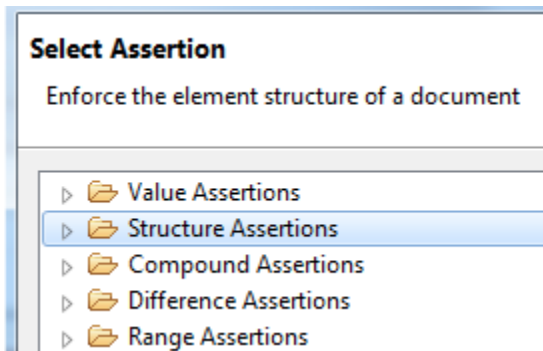 Select Assertion
Enforce the element structure of a document
Value Assertions
Structure Assertions
Compound Assertions
Difference Assertions
Range Assertions